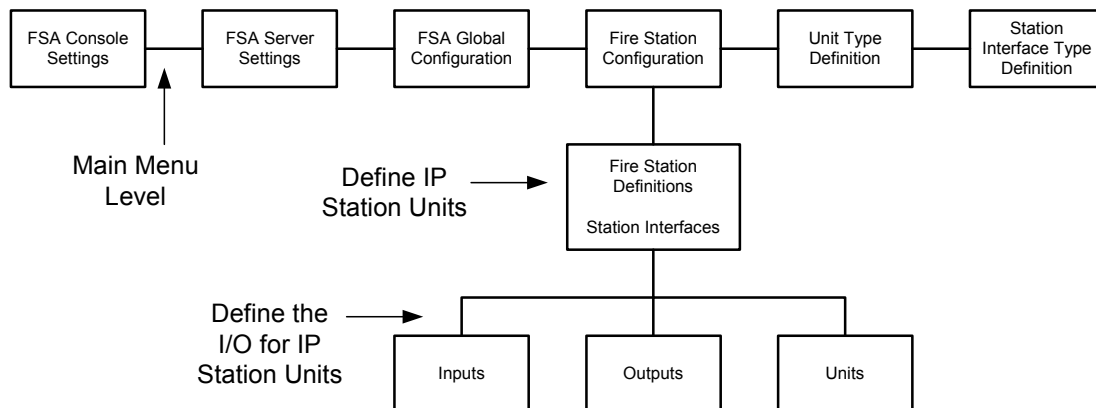 FSA Console
Settings
FSA Server
Settings
FSA Global
Configuration
Fire Station
Configuration
Unit Type
Definition
Station
Interface Type
Definition
Main Menu
Level
Define IP
Station Units
Fire Station
Definitions
Station Interfaces
Define the
I/O for IP
Station Units
Inputs
Outputs
Units